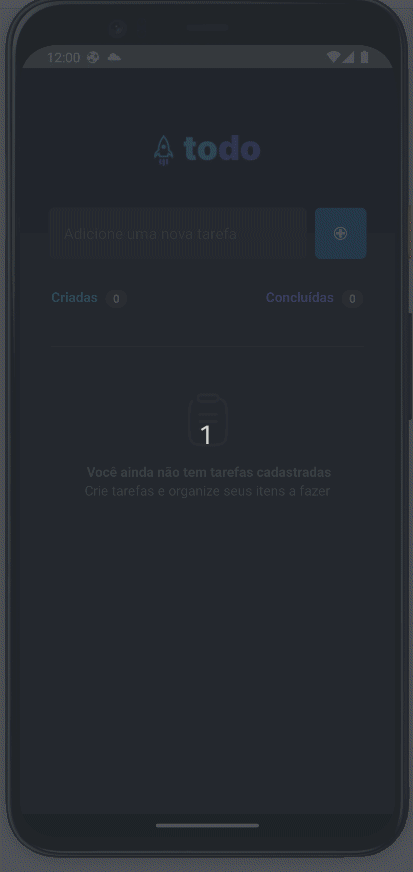 12:00
todo
Adicione uma nova tarefa
Criadas 0
Concluídas 0
1
Você ainda não tem tarefas cadastradas
Crie tarefas e organize seus itens a fazer